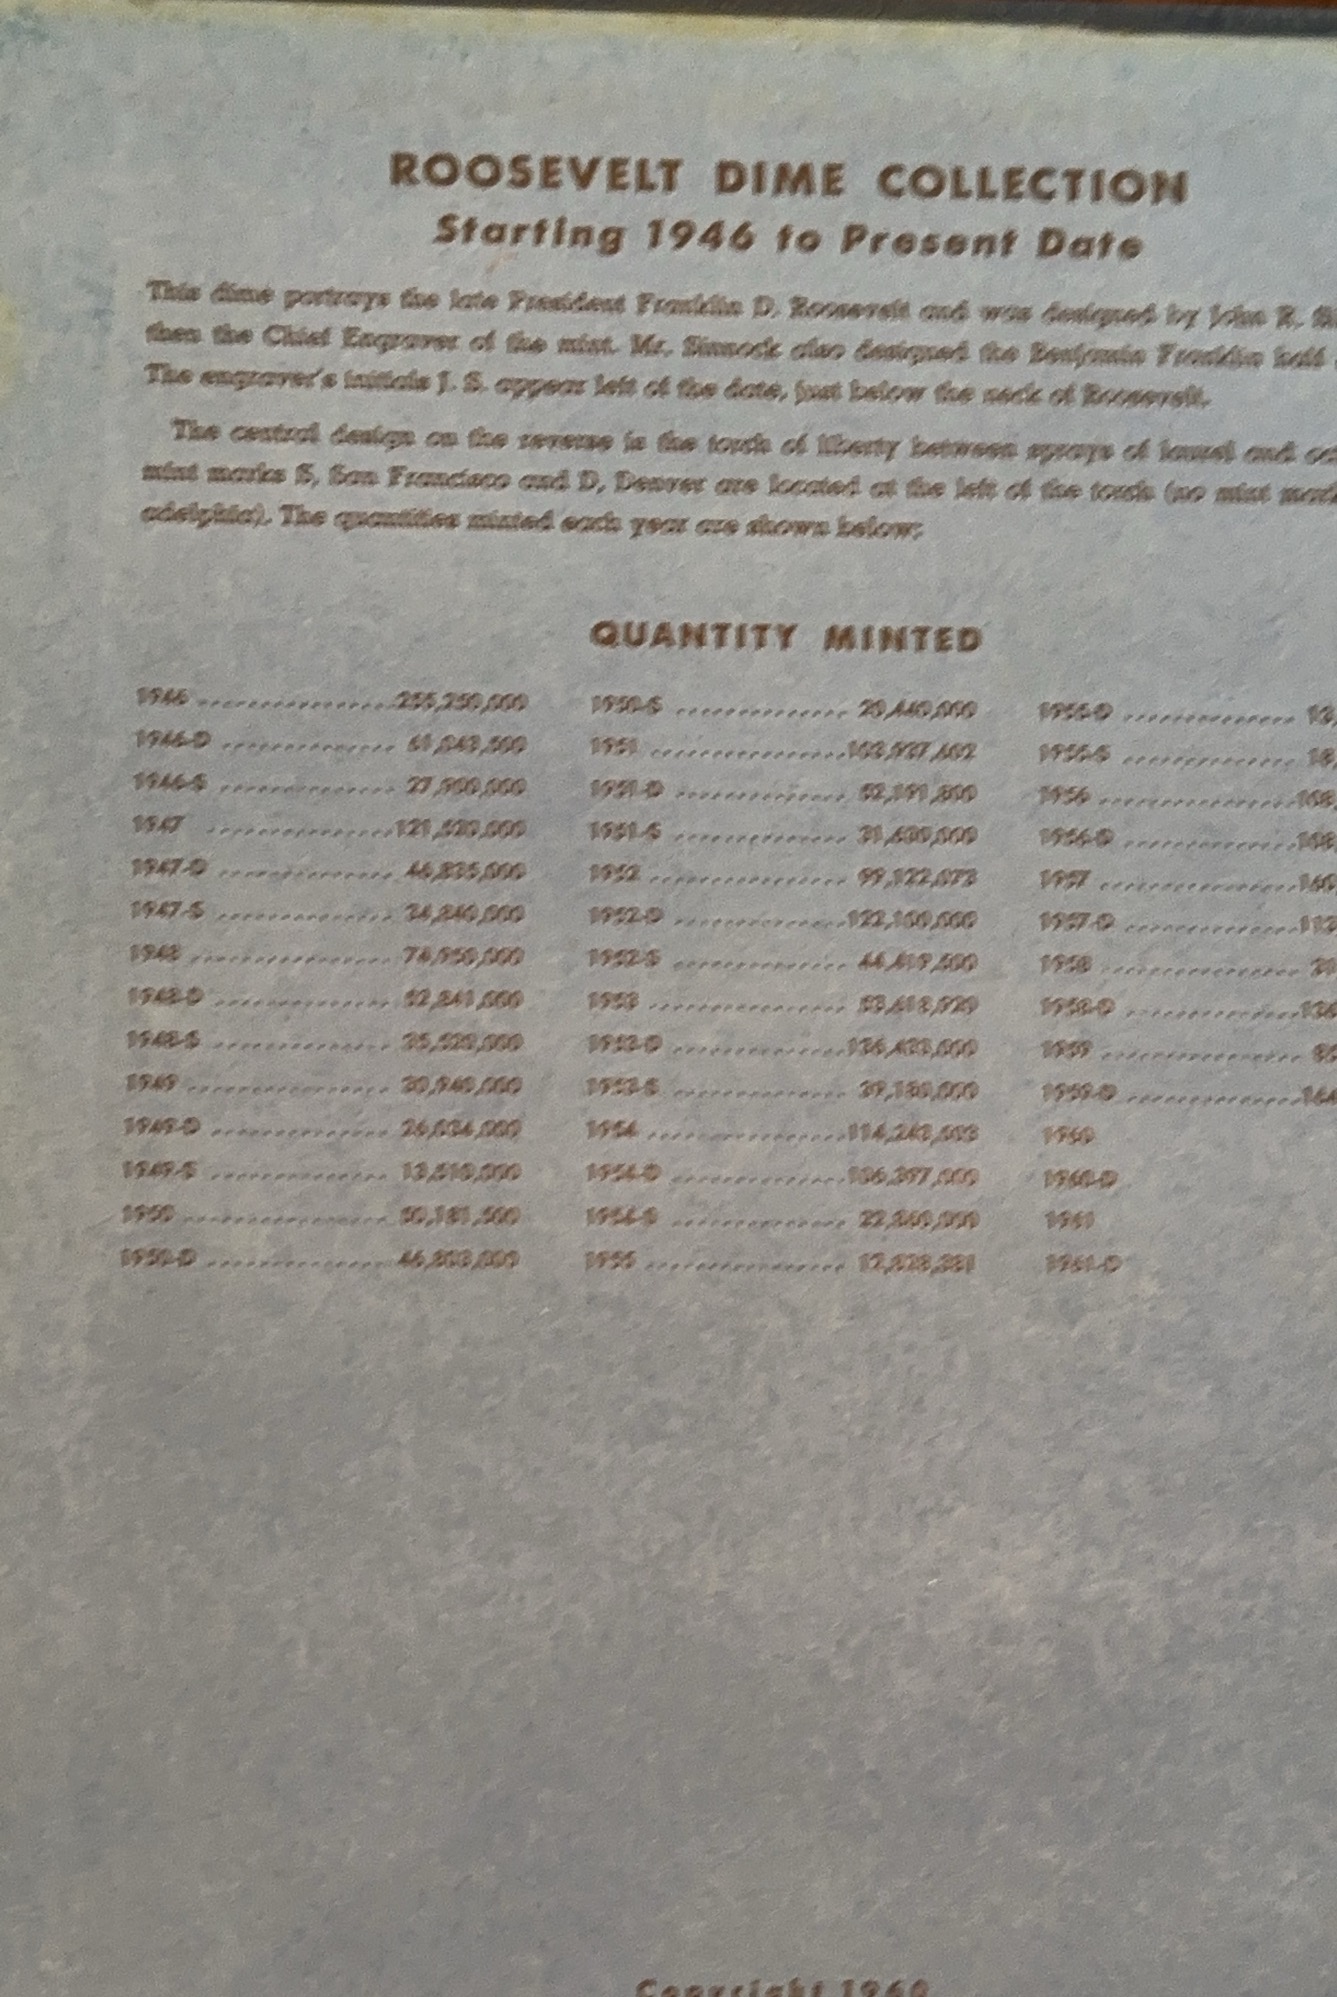 ROOSEVELT DIME COLLECTION
Starting 1946 to Present Date
This dime portrays the late President Franklin D. Roosevelt and was designed by John R.
then the Chief Engraver of the mint. Mr. Sinnock also designed the Benjamin Franklin half
The engraver's initials J. S. appear left of the date, just below the neck of Roosevelt.
The central design on the reverse is the torch of liberty between sprays of laurel and
mint marks S, San Francisco and D, Denver are located at the left of the torch (no mint
adelphia). The quantities minted each year are shown below:
QUANTITY MINTED
1946 255,250,000 1950-S 20,440,000 1955-D
1946-D 61,043,500 1951 1955-S
1946-S 27,900,000 1951-D 1956
1947 121,520,000 1951-S 31,630,000 1956-D
1947-D 46,835,000 1952 99,122,073 1957
1947-S 34,840,000 1952-D 122,100,000 1957-D
1948 74,950,000 1952-S 44,419,500 1958
1948-D 52,841,000 1953 53,618,920 1958-D
1948-S 35,520,000 1953-D 136,433,000 1959
1949 30,940,000 1953-S 39,180,000 1959-D
1949-D 26,034,000 1954 114,243,503 1960
1949-S 13,510,000 1954-D 106,397,000 1960-D
1950 50,181,500 1954-S 22,860,000 1961
1950-D 46,803,000 1955 12,828,381 1961-D
Copyright 1960